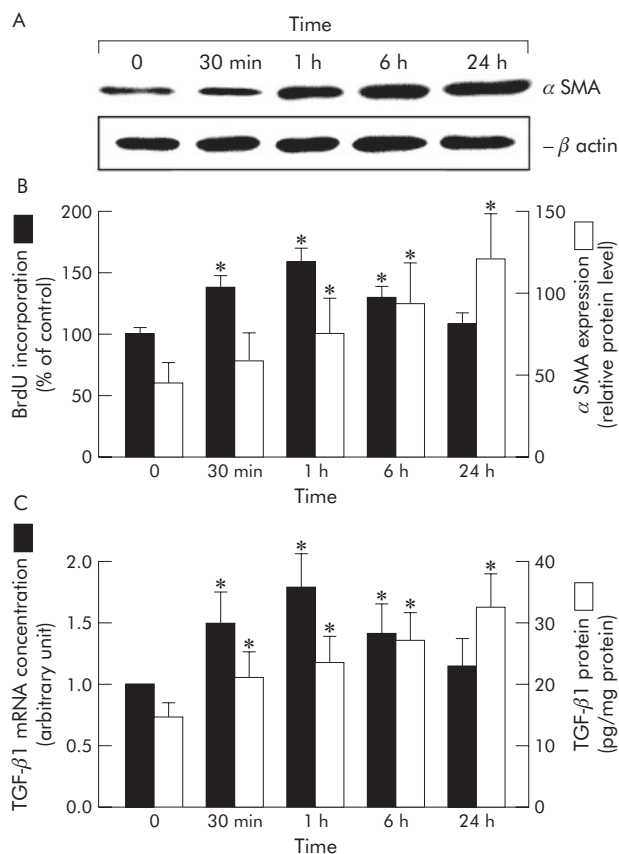 A
Time
0 30 min 1 h 6 h 24 h
α SMA
– β actin
B
BrdU incorporation
(% of control)
200
150
100
50
0
* * * * * *
150
100
50
0
α SMA expression
(relative protein level)
0 30 min 1 h 6 h 24 h
Time
C
TGF-β1 mRNA concentration
(arbitrary unit)
2.0
1.5
1.0
0.5
0.0
* * * * * * *
40
30
20
10
0
TGF-β1 protein
(pg/mg protein)
0 30 min 1 h 6 h 24 h
Time